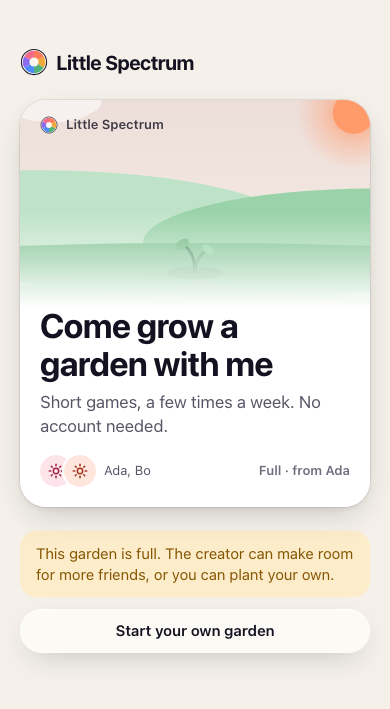 Little Spectrum
Little Spectrum
Come grow a
garden with me
Short games, a few times a week. No
account needed.
Ada, Bo
Full · from Ada
This garden is full. The creator can make room
for more friends, or you can plant your own.
Start your own garden